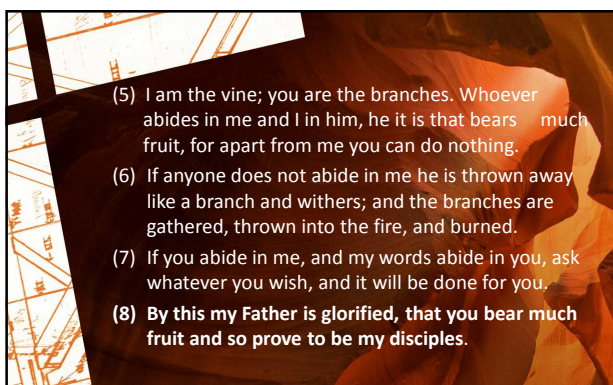 (5) I am the vine; you are the branches. Whoever
abides in me and I in him, he it is that bears much
fruit, for apart from me you can do nothing.
(6) If anyone does not abide in me he is thrown away
like a branch and withers; and the branches are
gathered, thrown into the fire, and burned.
(7) If you abide in me, and my words abide in you, ask
whatever you wish, and it will be done for you.
(8) By this my Father is glorified, that you bear much
fruit and so prove to be my disciples.